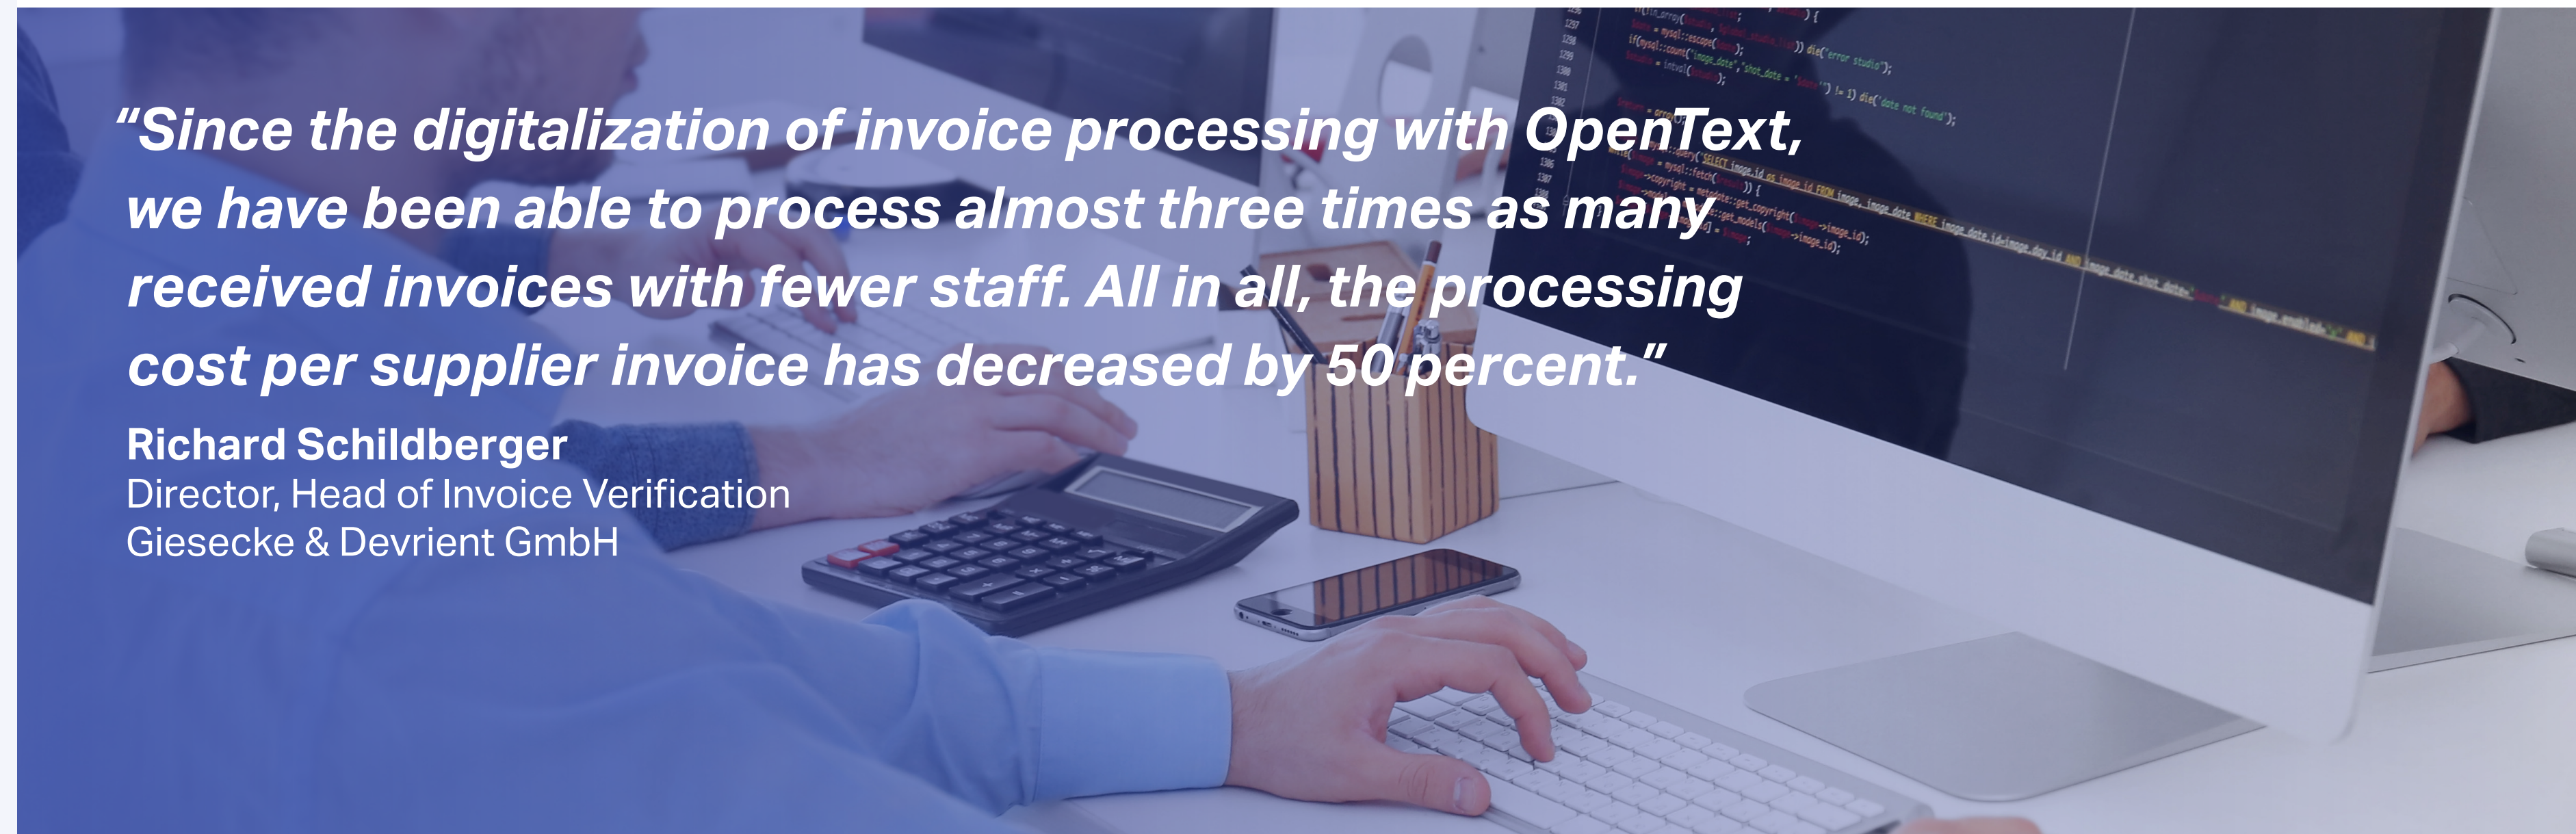 “Since the digitalization of invoice processing with OpenText,
we have been able to process almost three times as many
received invoices with fewer staff. All in all, the processing
cost per supplier invoice has decreased by 50 percent.”
Richard Schildberger
Director, Head of Invoice Verification
Giesecke & Devrient GmbH